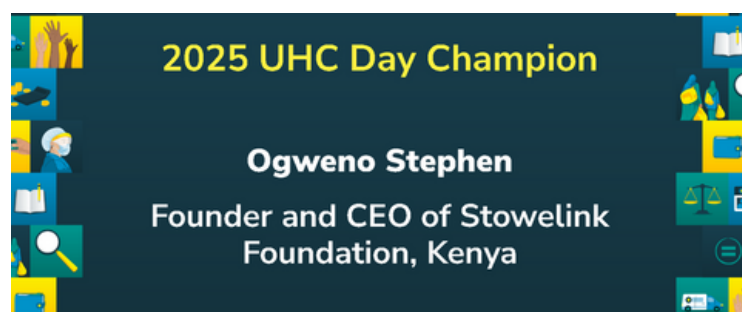 2025 UHC Day Champion
Ogweno Stephen
Founder and CEO of Stowelink
Foundation, Kenya